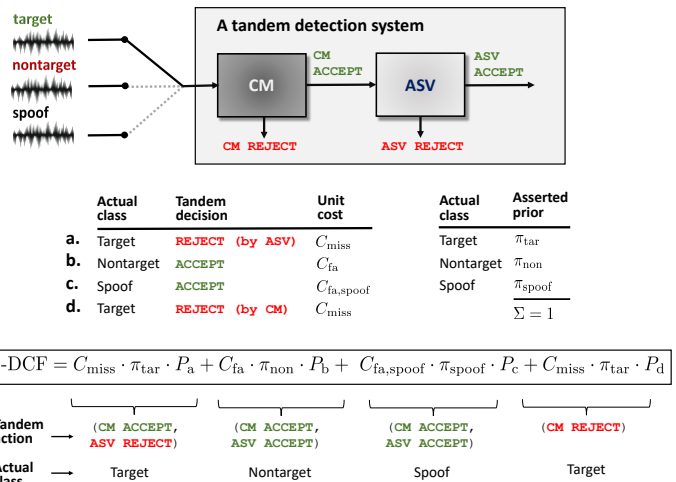 target
A tandem detection system
nontarget
CM ACCEPT
ASV ACCEPT
CM
ASV
spoof
CM REJECT
ASV REJECT
Actual class Tandem decision Unit cost
a. Target REJECT (by ASV) C_miss
b. Nontarget ACCEPT C_fa
c. Spoof ACCEPT C_fa,spoof
d. Target REJECT (by CM) C_miss
Actual class Asserted prior
Target π_tar
Nontarget π_non
Spoof π_spoof
Σ = 1
-DCF = C_miss · π_tar · P_a + C_fa · π_non · P_b + C_fa,spoof · π_spoof · P_c + C_miss · π_tar · P_d
(CM ACCEPT, ASV REJECT) (CM ACCEPT, ASV ACCEPT) (CM ACCEPT, ASV ACCEPT) (CM REJECT)
Actual Target Nontarget Spoof Target